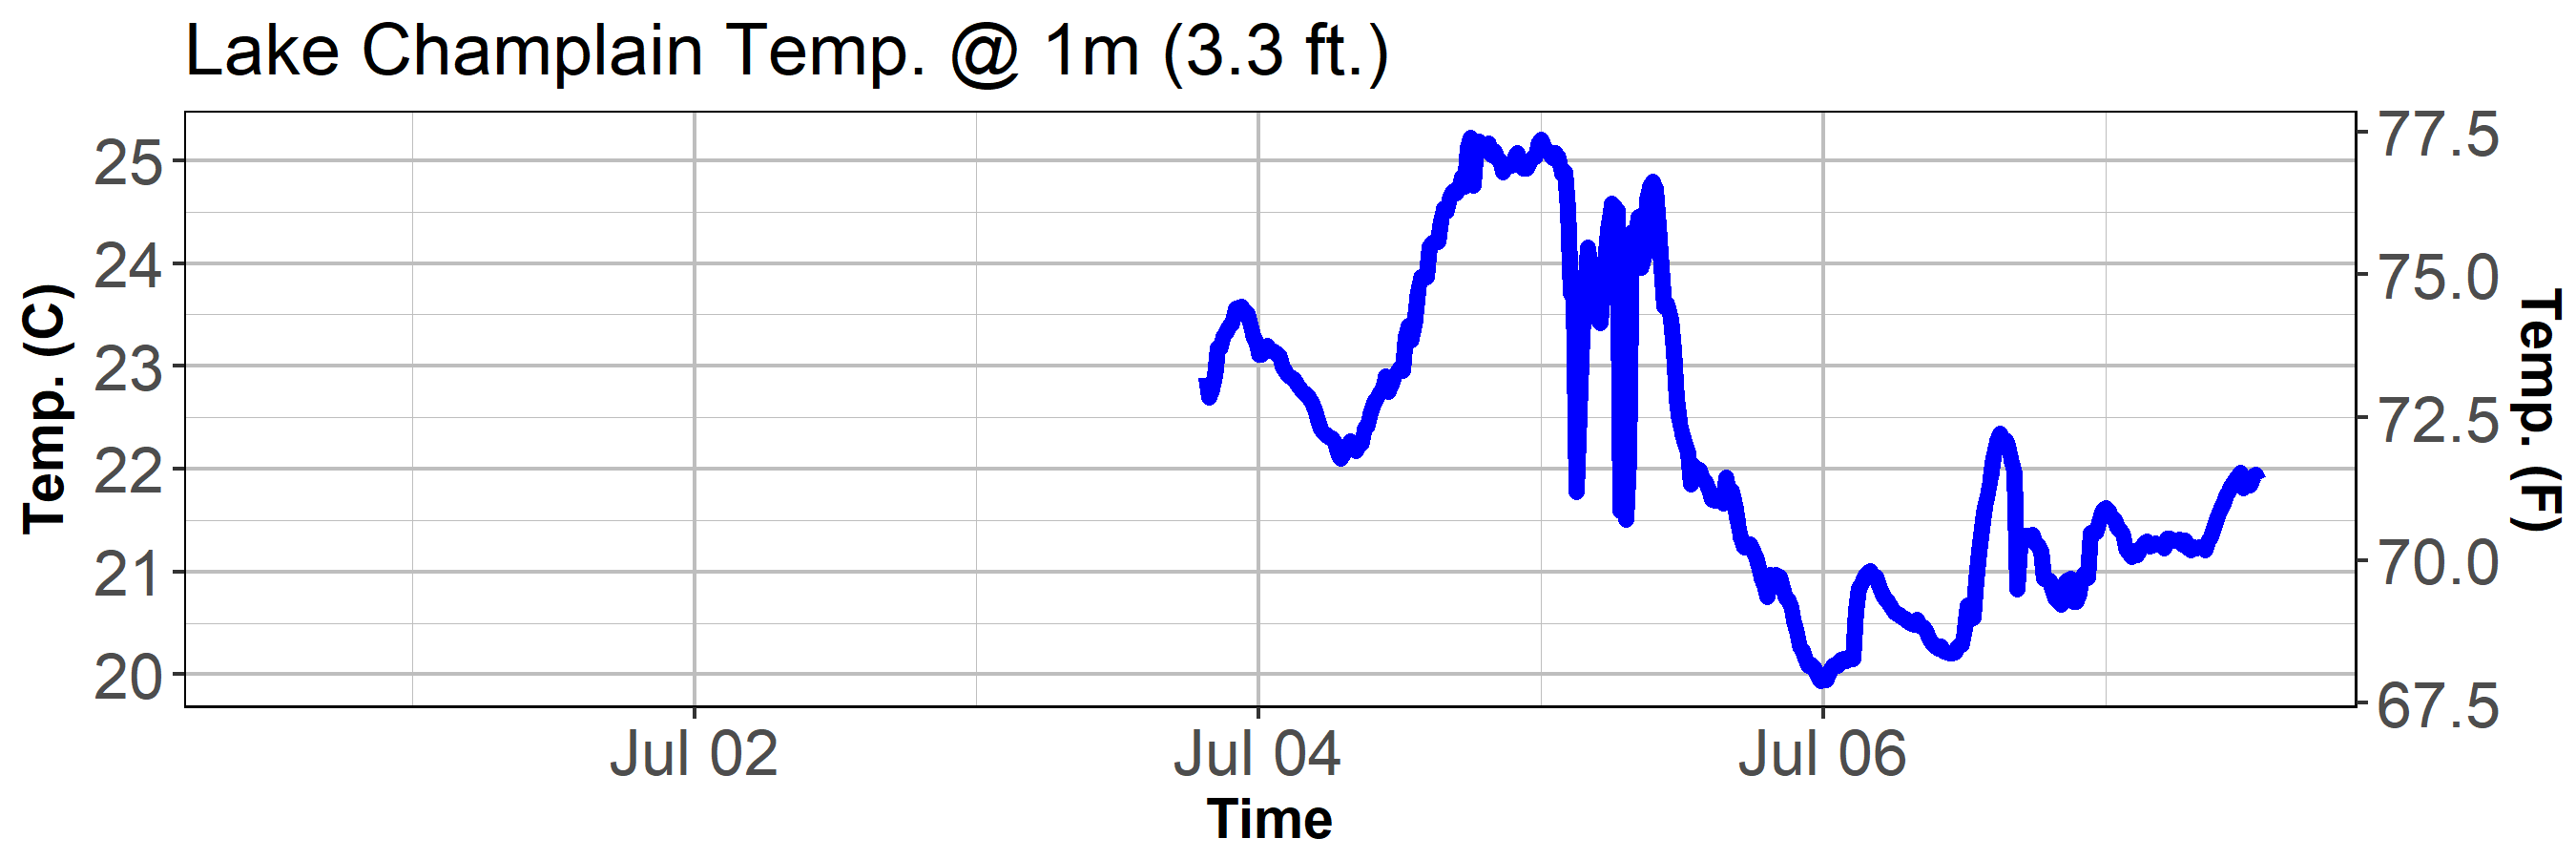 Lake Champlain Temp. @ 1m (3.3 ft.)
Temp. (C)
25
24
23
22
21
20
77.5
75.0
72.5
70.0
67.5
Temp. (F)
Jul 02
Jul 04
Jul 06
Time